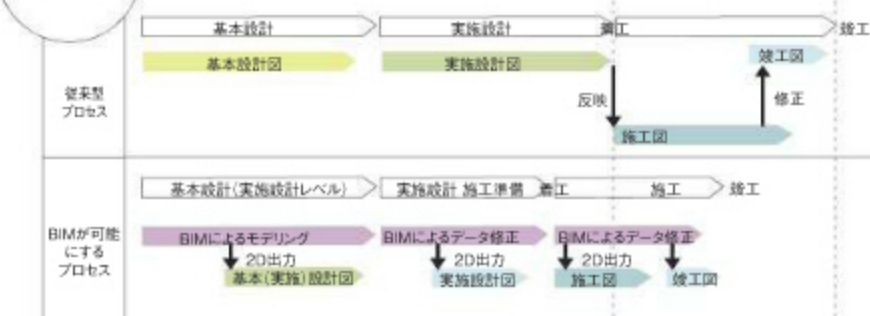 基本設計
実施設計
着工
竣工
基本設計図
実施設計図
竣工図
従来型
プロセス
反映
修正
施工図
基本設計(実施設計レベル)
実施設計 施工準備
着工
施工
竣工
BIMが可能
にする
プロセス
BIMによるモデリング
BIMによるデータ修正
BIMによるデータ修正
2D出力
2D出力
2D出力
基本(実施)設計図
実施設計図
施工図
竣工図